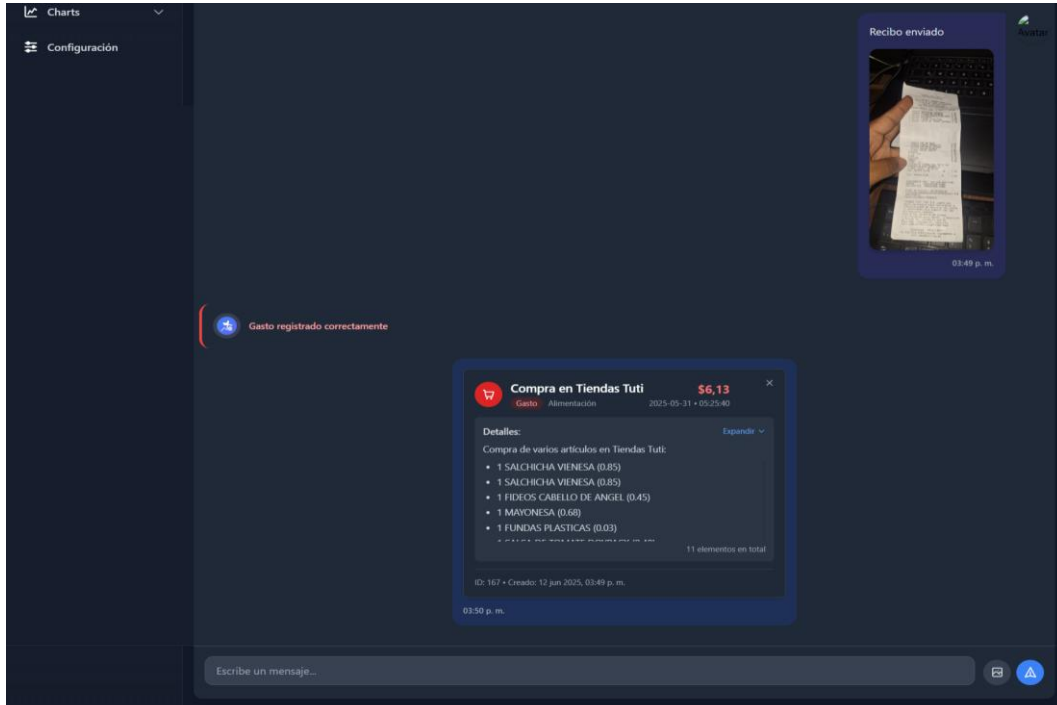 Charts
Configuración
Recibo enviado
Avatar
03:49 p. m.
Gasto registrado correctamente
Compra en Tiendas Tuti
$6,13
Gasto Alimentación
2025-05-31 • 05:25:40
Detalles:
Expandir
Compra de varios artículos en Tiendas Tuti:
• 1 SALCHICHA VIENESA (0.85)
• 1 SALCHICHA VIENESA (0.85)
• 1 FIDEOS CABELLO DE ANGEL (0.45)
• 1 MAYONESA (0.68)
• 1 FUNDAS PLASTICAS (0.03)
11 elementos en total
ID: 167 • Creado: 12 jun 2025, 03:49 p. m.
03:50 p. m.
Escribe un mensaje...